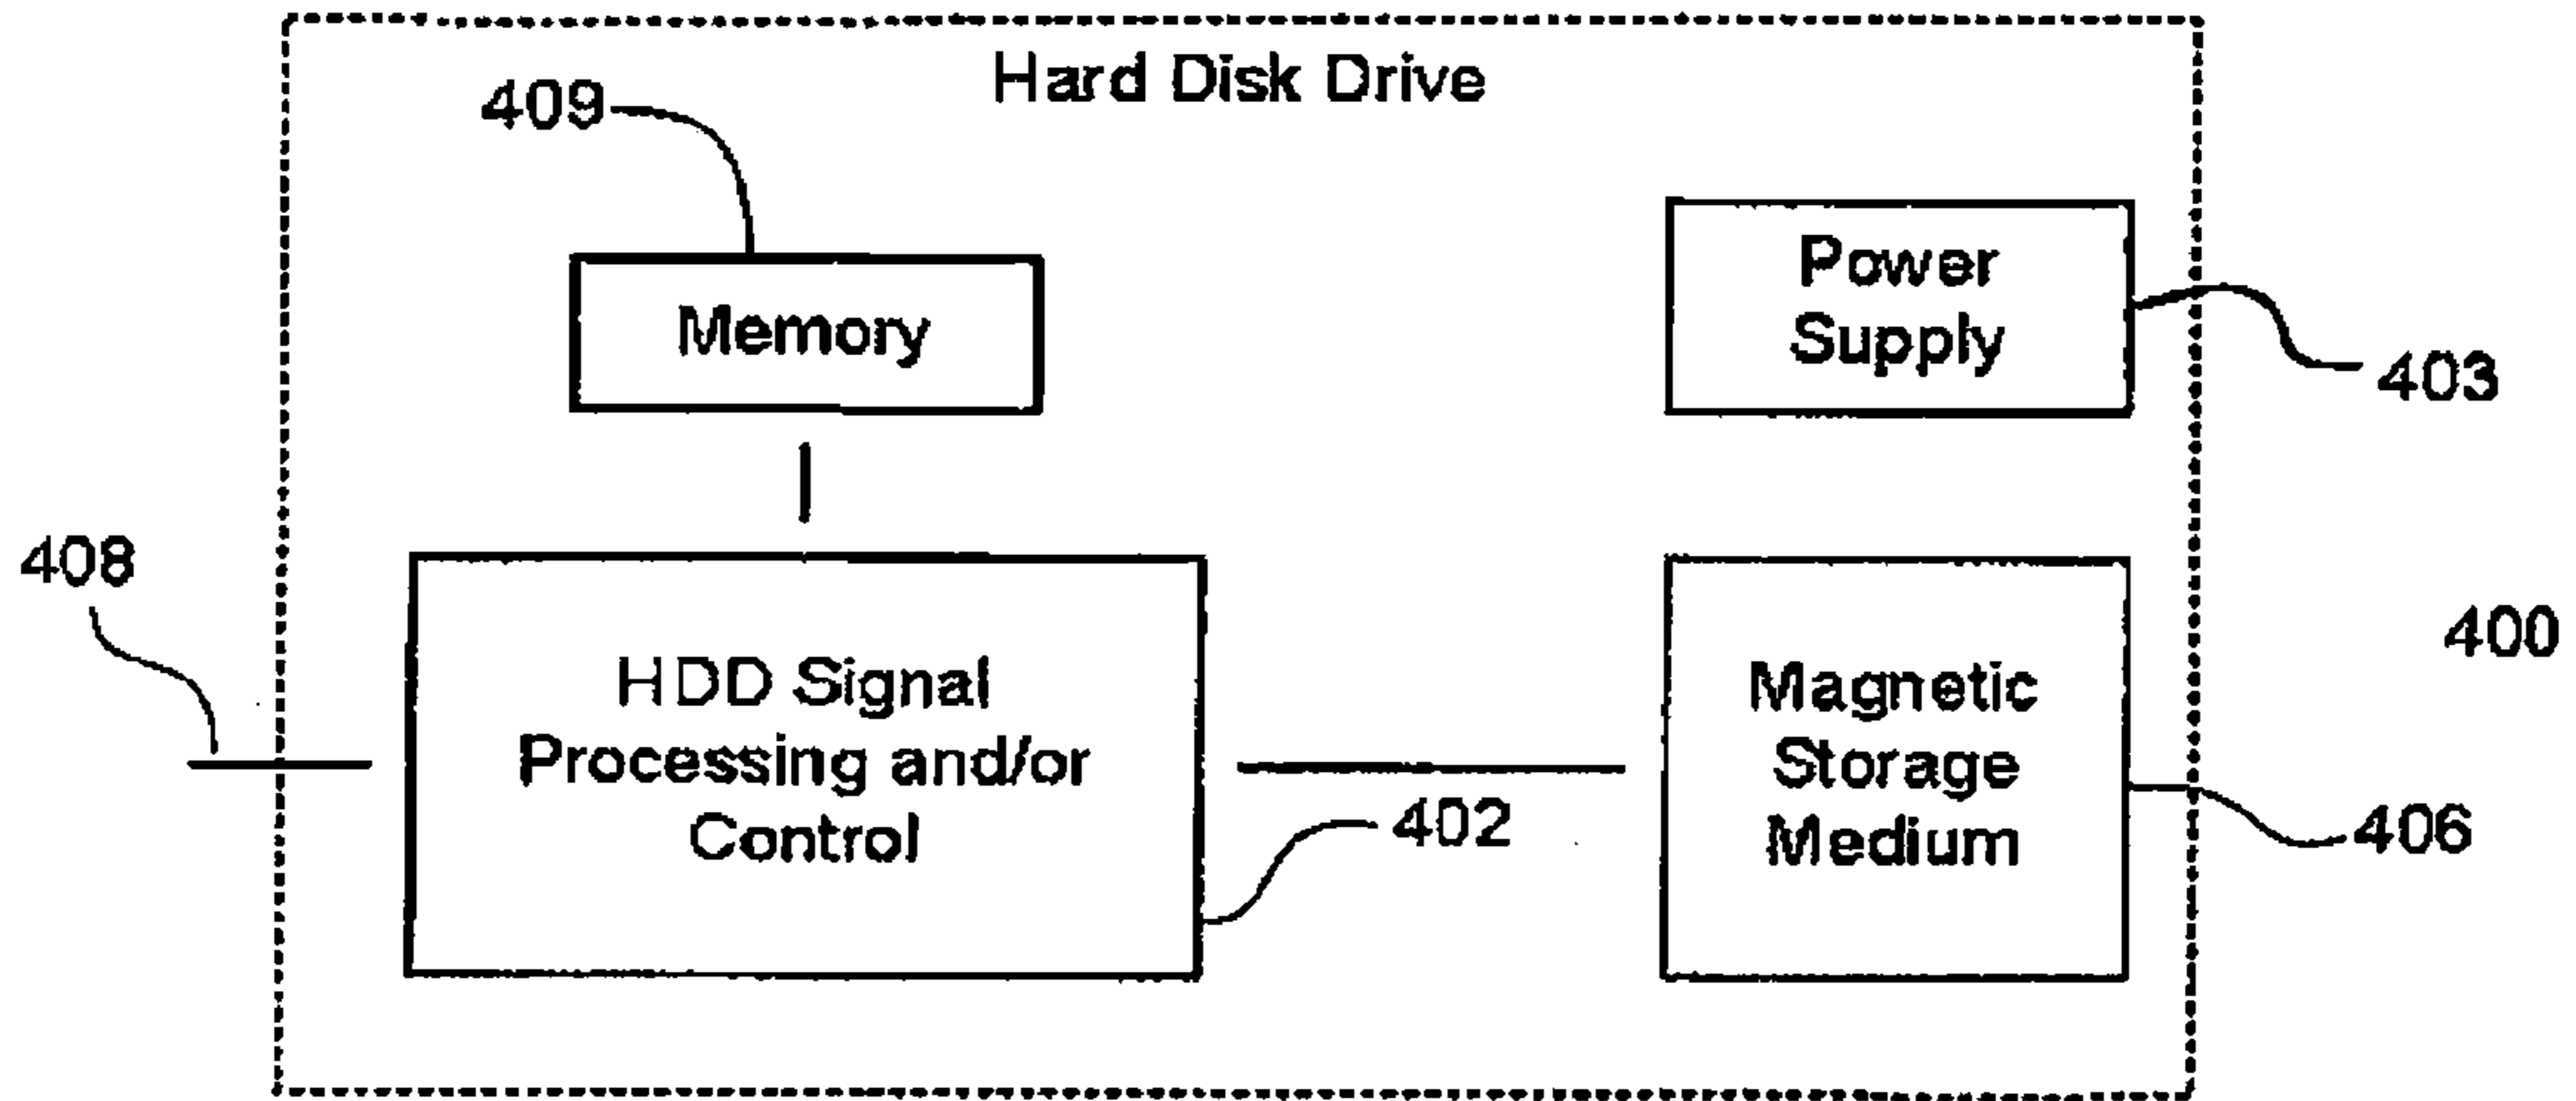 Hard Disk Drive
409
Memory
Power
Supply
403
408
HDD Signal
Processing and/or
Control
402
Magnetic
Storage
Medium
406
400